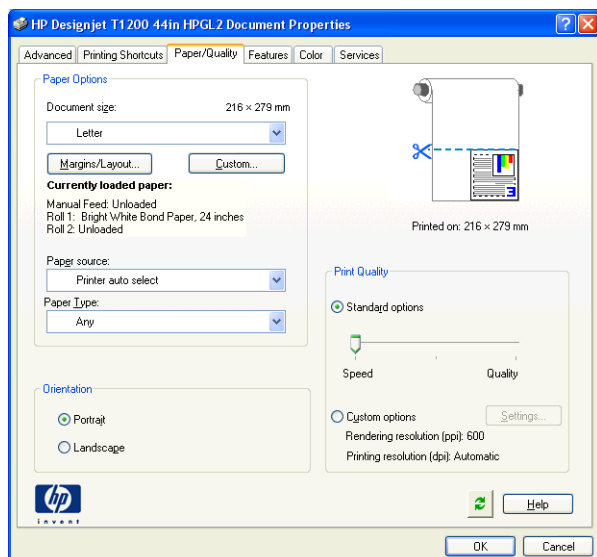 HP Designjet T1200 44in HPGL2 Document Properties
Advanced Printing Shortcuts Paper/Quality Features Color Services
Paper Options
Document size: 216 × 279 mm
Letter
Margins/Layout... Custom...
Currently loaded paper:
Manual Feed: Unloaded
Roll 1: Bright White Bond Paper, 24 inches
Roll 2: Unloaded
Paper source:
Printer auto select
Paper Type:
Any
Orientation
Portrait
Landscape
3
Printed on: 216 × 279 mm
Print Quality
Standard options
Speed Quality
Custom options Settings...
Rendering resolution (ppi): 600
Printing resolution (dpi): Automatic
hp
invent
Help
OK Cancel